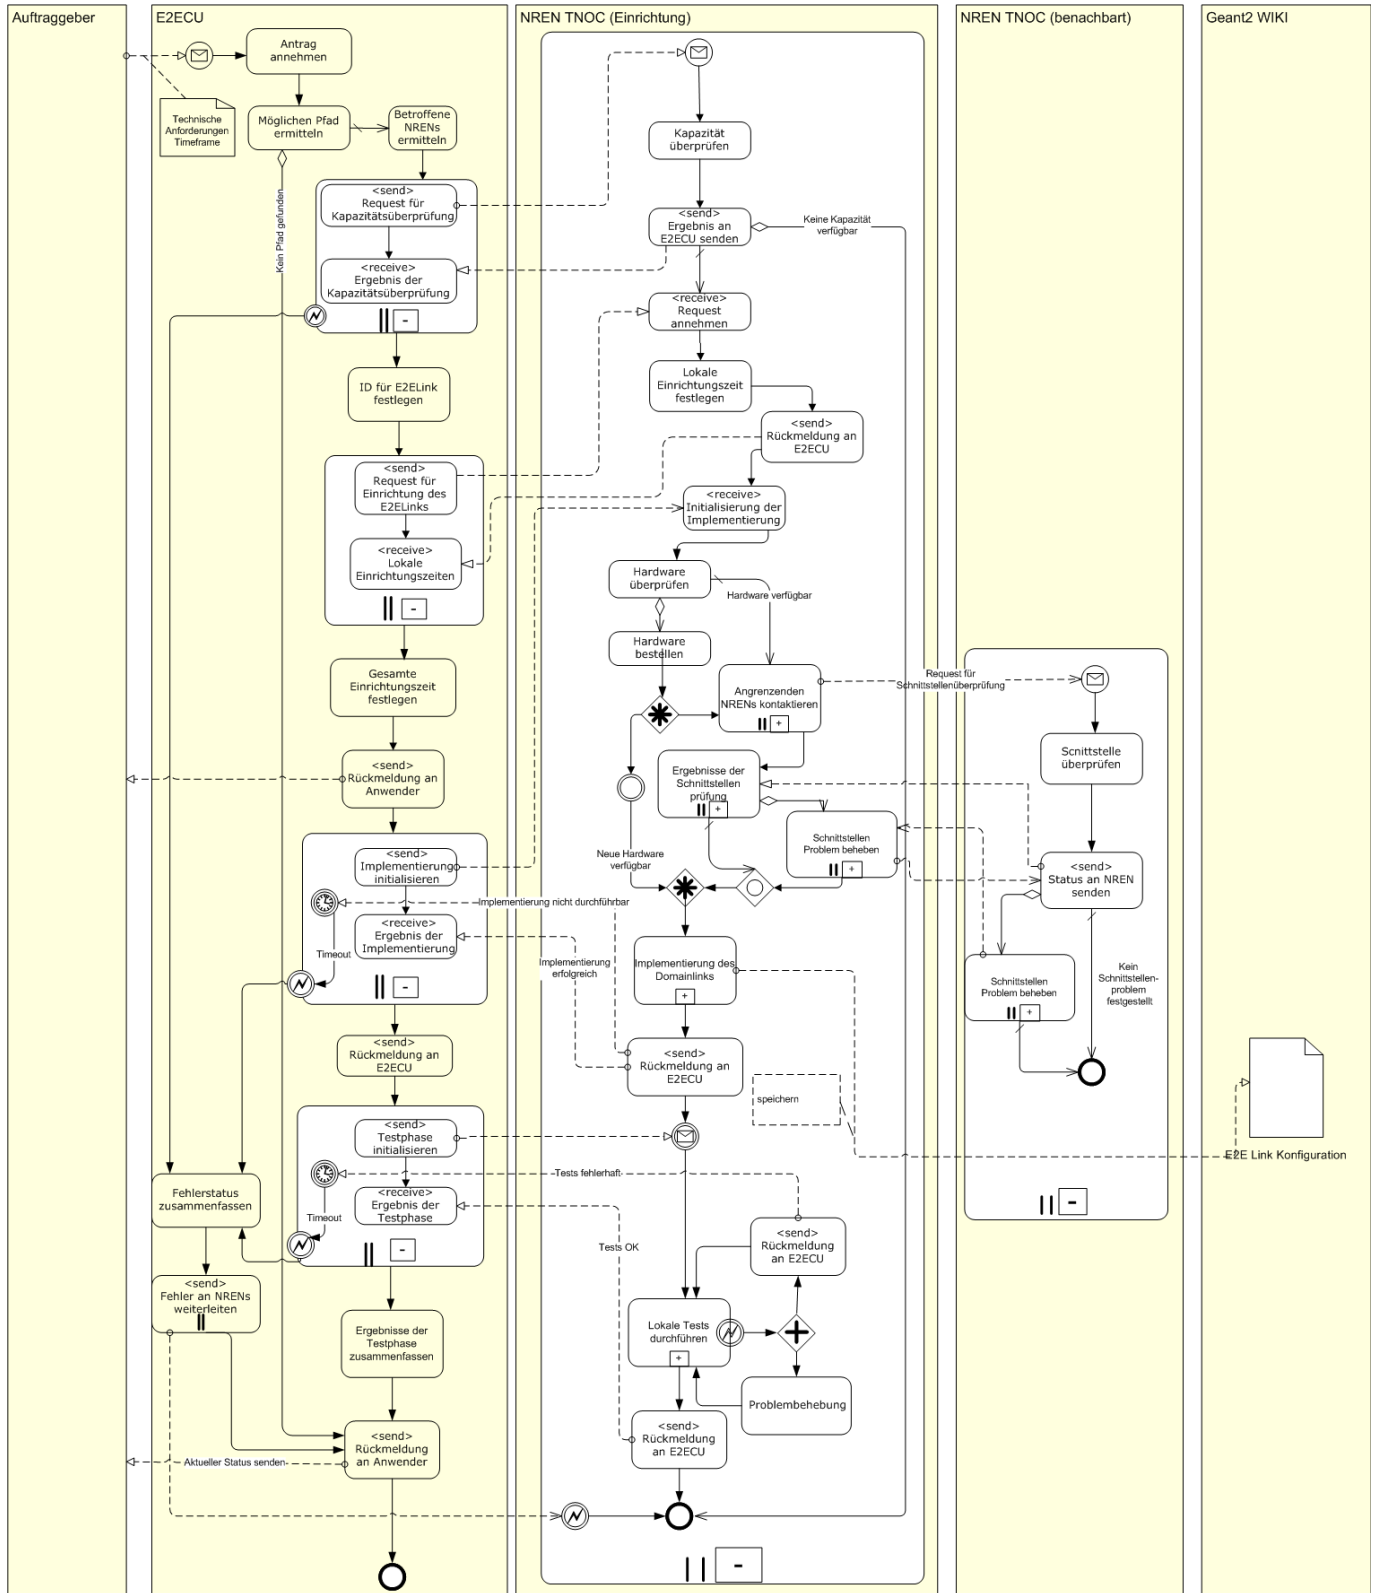 Auftraggeber
E2ECU
NREN TNOC (Einrichtung)
NREN TNOC (benachbart)
Geant2 WIKI
Antrag
annehmen
Technische
Anforderungen
Timeframe
Möglichen Pfad
ermitteln
Betroffene
NRENs
ermitteln
Kein Pfad gefunden
<send>
Request für
Kapazitätsüberprüfung
<receive>
Ergebnis der
Kapazitätsüberprüfung
-
ID für E2ELink
festlegen
<send>
Request für
Einrichtung des
E2ELinks
<receive>
Lokale
Einrichtungszeiten
-
Gesamte
Einrichtungszeit
festlegen
<send>
Rückmeldung an
Anwender
<send>
Implementierung
initialisieren
<receive>
Ergebnis der
Implementierung
Timeout
-
<send>
Rückmeldung an
E2ECU
<send>
Testphase
initialisieren
<receive>
Ergebnis der
Testphase
Timeout
-
Fehlerstatus
zusammenfassen
<send>
Fehler an NRENs
weiterleiten
Ergebnisse der
Testphase
zusammenfassen
<send>
Rückmeldung
an Anwender
Aktueller Status senden
Kapazität
überprüfen
<send>
Ergebnis an
E2ECU senden
Keine Kapazität
verfügbar
<receive>
Request
annehmen
Lokale
Einrichtungszeit
festlegen
<send>
Rückmeldung an
E2ECU
<receive>
Initialisierung der
Implementierung
Hardware
überprüfen
Hardware verfügbar
Hardware
bestellen
Angrenzenden
NRENs kontaktieren
+
Request für
Schnittstellenüberprüfung
Ergebnisse der
Schnittstellen
prüfung
+
Schnittstellen
Problem beheben
+
Neue Hardware
verfügbar
Implementierung nicht durchführbar
Implementierung
erfolgreich
Implementierung des
Domainlinks
+
<send>
Rückmeldung an
E2ECU
speichern
Tests fehlerhaft
Tests OK
<send>
Rückmeldung
an E2ECU
Lokale Tests
durchführen
+
Problembehebung
<send>
Rückmeldung
an E2ECU
-
Scnittstelle
überprüfen
<send>
Status an NREN
senden
Schnittstellen
Problem beheben
+
Kein
Schnittstellen-
problem
festgestellt
-
E2E Link Konfiguration